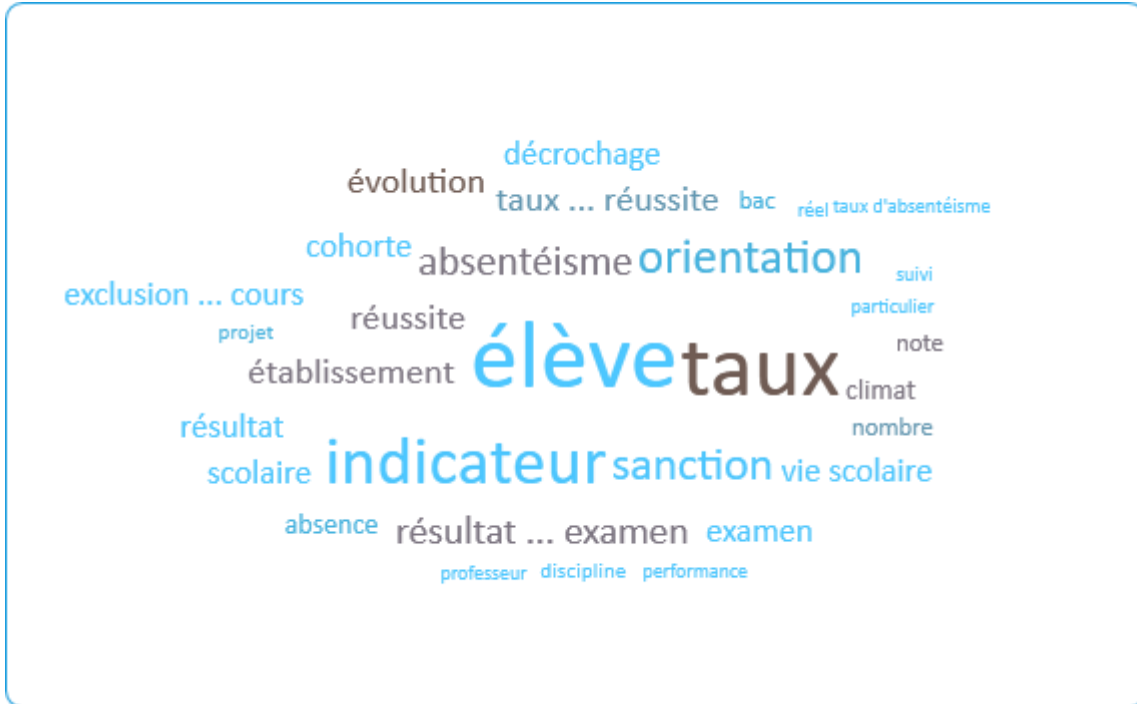 décrochage
évolution
taux ... réussite
bac
réel
taux d'absentéisme
cohorte
absentéisme
orientation
suivi
exclusion ... cours
particulier
projet
réussite
note
établissement
élève
taux
climat
résultat
nombre
scolaire
indicateur
sanction
vie scolaire
absence
résultat ... examen
examen
professeur
discipline
performance